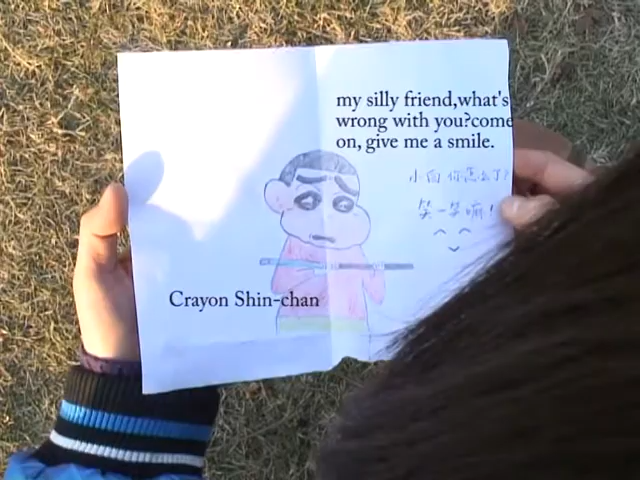 my silly friend,what's
wrong with you?come
on, give me a smile.
小白 你怎么了?
笑一笑嘛!
Crayon Shin-chan